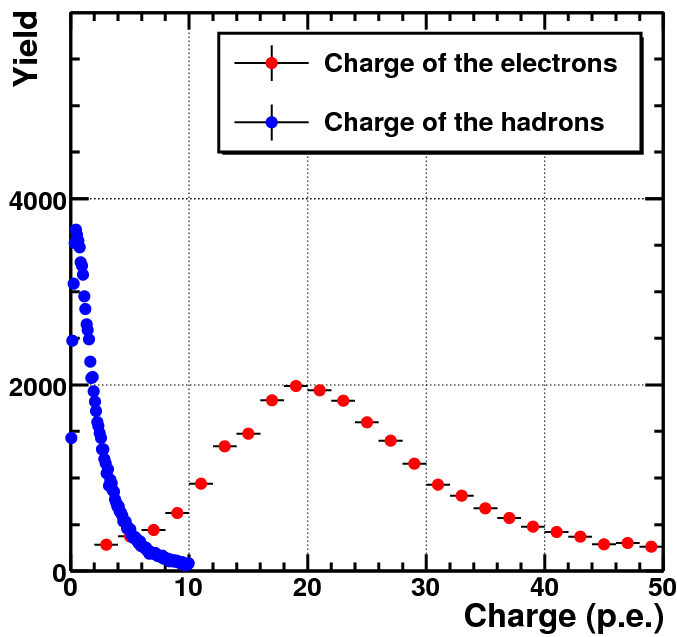 Yield
Charge of the electrons
Charge of the hadrons
4000
2000
0
0 10 20 30 40 50
Charge (p.e.)